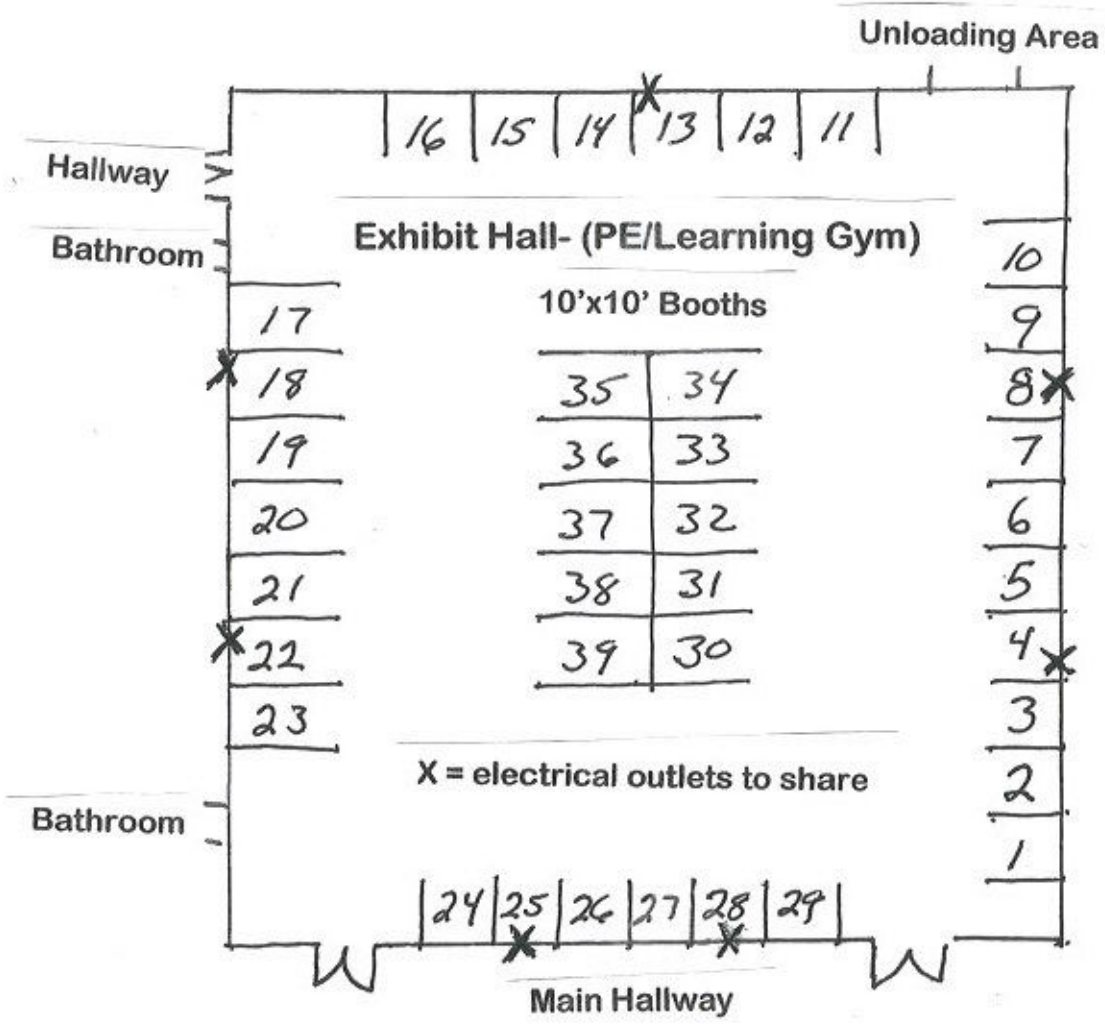 Unloading Area
16 15 14 13 12 11
Hallway
Bathroom
Exhibit Hall- (PE/Learning Gym)
10'x10' Booths
10
9
8
7
6
5
4
3
2
1
17
18
19
20
21
22
23
35 34
36 33
37 32
38 31
39 30
X = electrical outlets to share
Bathroom
24 25 26 27 28 29
Main Hallway